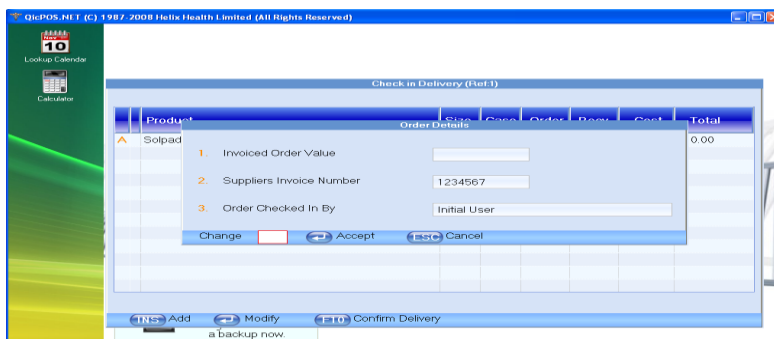 QicPOS.NET (C) 1987-2008 Helix Health Limited (All Rights Reserved)
Nov
10
Lookup Calendar
Calculator
Check in Delivery (Ref:1)
Product Size Case Order Recv Cost Total
Order Details
A Solpad 0.00
1. Invoiced Order Value
2. Suppliers Invoice Number 1234567
3. Order Checked In By Initial User
Change Accept ESC Cancel
INS Add Modify F10 Confirm Delivery
a backup now.